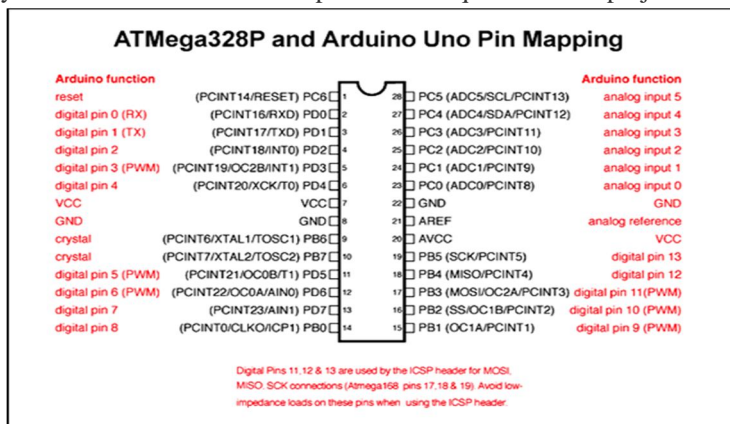 ATMega328P and Arduino Uno Pin Mapping
Arduino function Arduino function
reset (PCINT14/RESET) PC6 1 28 PC5 (ADC5/SCL/PCINT13) analog input 5
digital pin 0 (RX) (PCINT16/RXD) PD0 2 27 PC4 (ADC4/SDA/PCINT12) analog input 4
digital pin 1 (TX) (PCINT17/TXD) PD1 3 26 PC3 (ADC3/PCINT11) analog input 3
digital pin 2 (PCINT18/INT0) PD2 4 25 PC2 (ADC2/PCINT10) analog input 2
digital pin 3 (PWM) (PCINT19/OC2B/INT1) PD3 5 24 PC1 (ADC1/PCINT9) analog input 1
digital pin 4 (PCINT20/XCK/T0) PD4 6 23 PC0 (ADC0/PCINT8) analog input 0
VCC VCC 7 22 GND GND
GND GND 8 21 AREF analog reference
crystal (PCINT6/XTAL1/TOSC1) PB6 9 20 AVCC VCC
crystal (PCINT7/XTAL2/TOSC2) PB7 10 19 PB5 (SCK/PCINT5) digital pin 13
digital pin 5 (PWM) (PCINT21/OC0B/T1) PD5 11 18 PB4 (MISO/PCINT4) digital pin 12
digital pin 6 (PWM) (PCINT22/OC0A/AIN0) PD6 12 17 PB3 (MOSI/OC2A/PCINT3) digital pin 11(PWM)
digital pin 7 (PCINT23/AIN1) PD7 13 16 PB2 (SS/OC1B/PCINT2) digital pin 10 (PWM)
digital pin 8 (PCINT0/CLKO/ICP1) PB0 14 15 PB1 (OC1A/PCINT1) digital pin 9 (PWM)
Digital Pins 11,12 & 13 are used by the ICSP header for MOSI,
MISO, SCK connections (Atmega168 pins 17,18 & 19). Avoid low-
impedance loads on these pins when using the ICSP header.